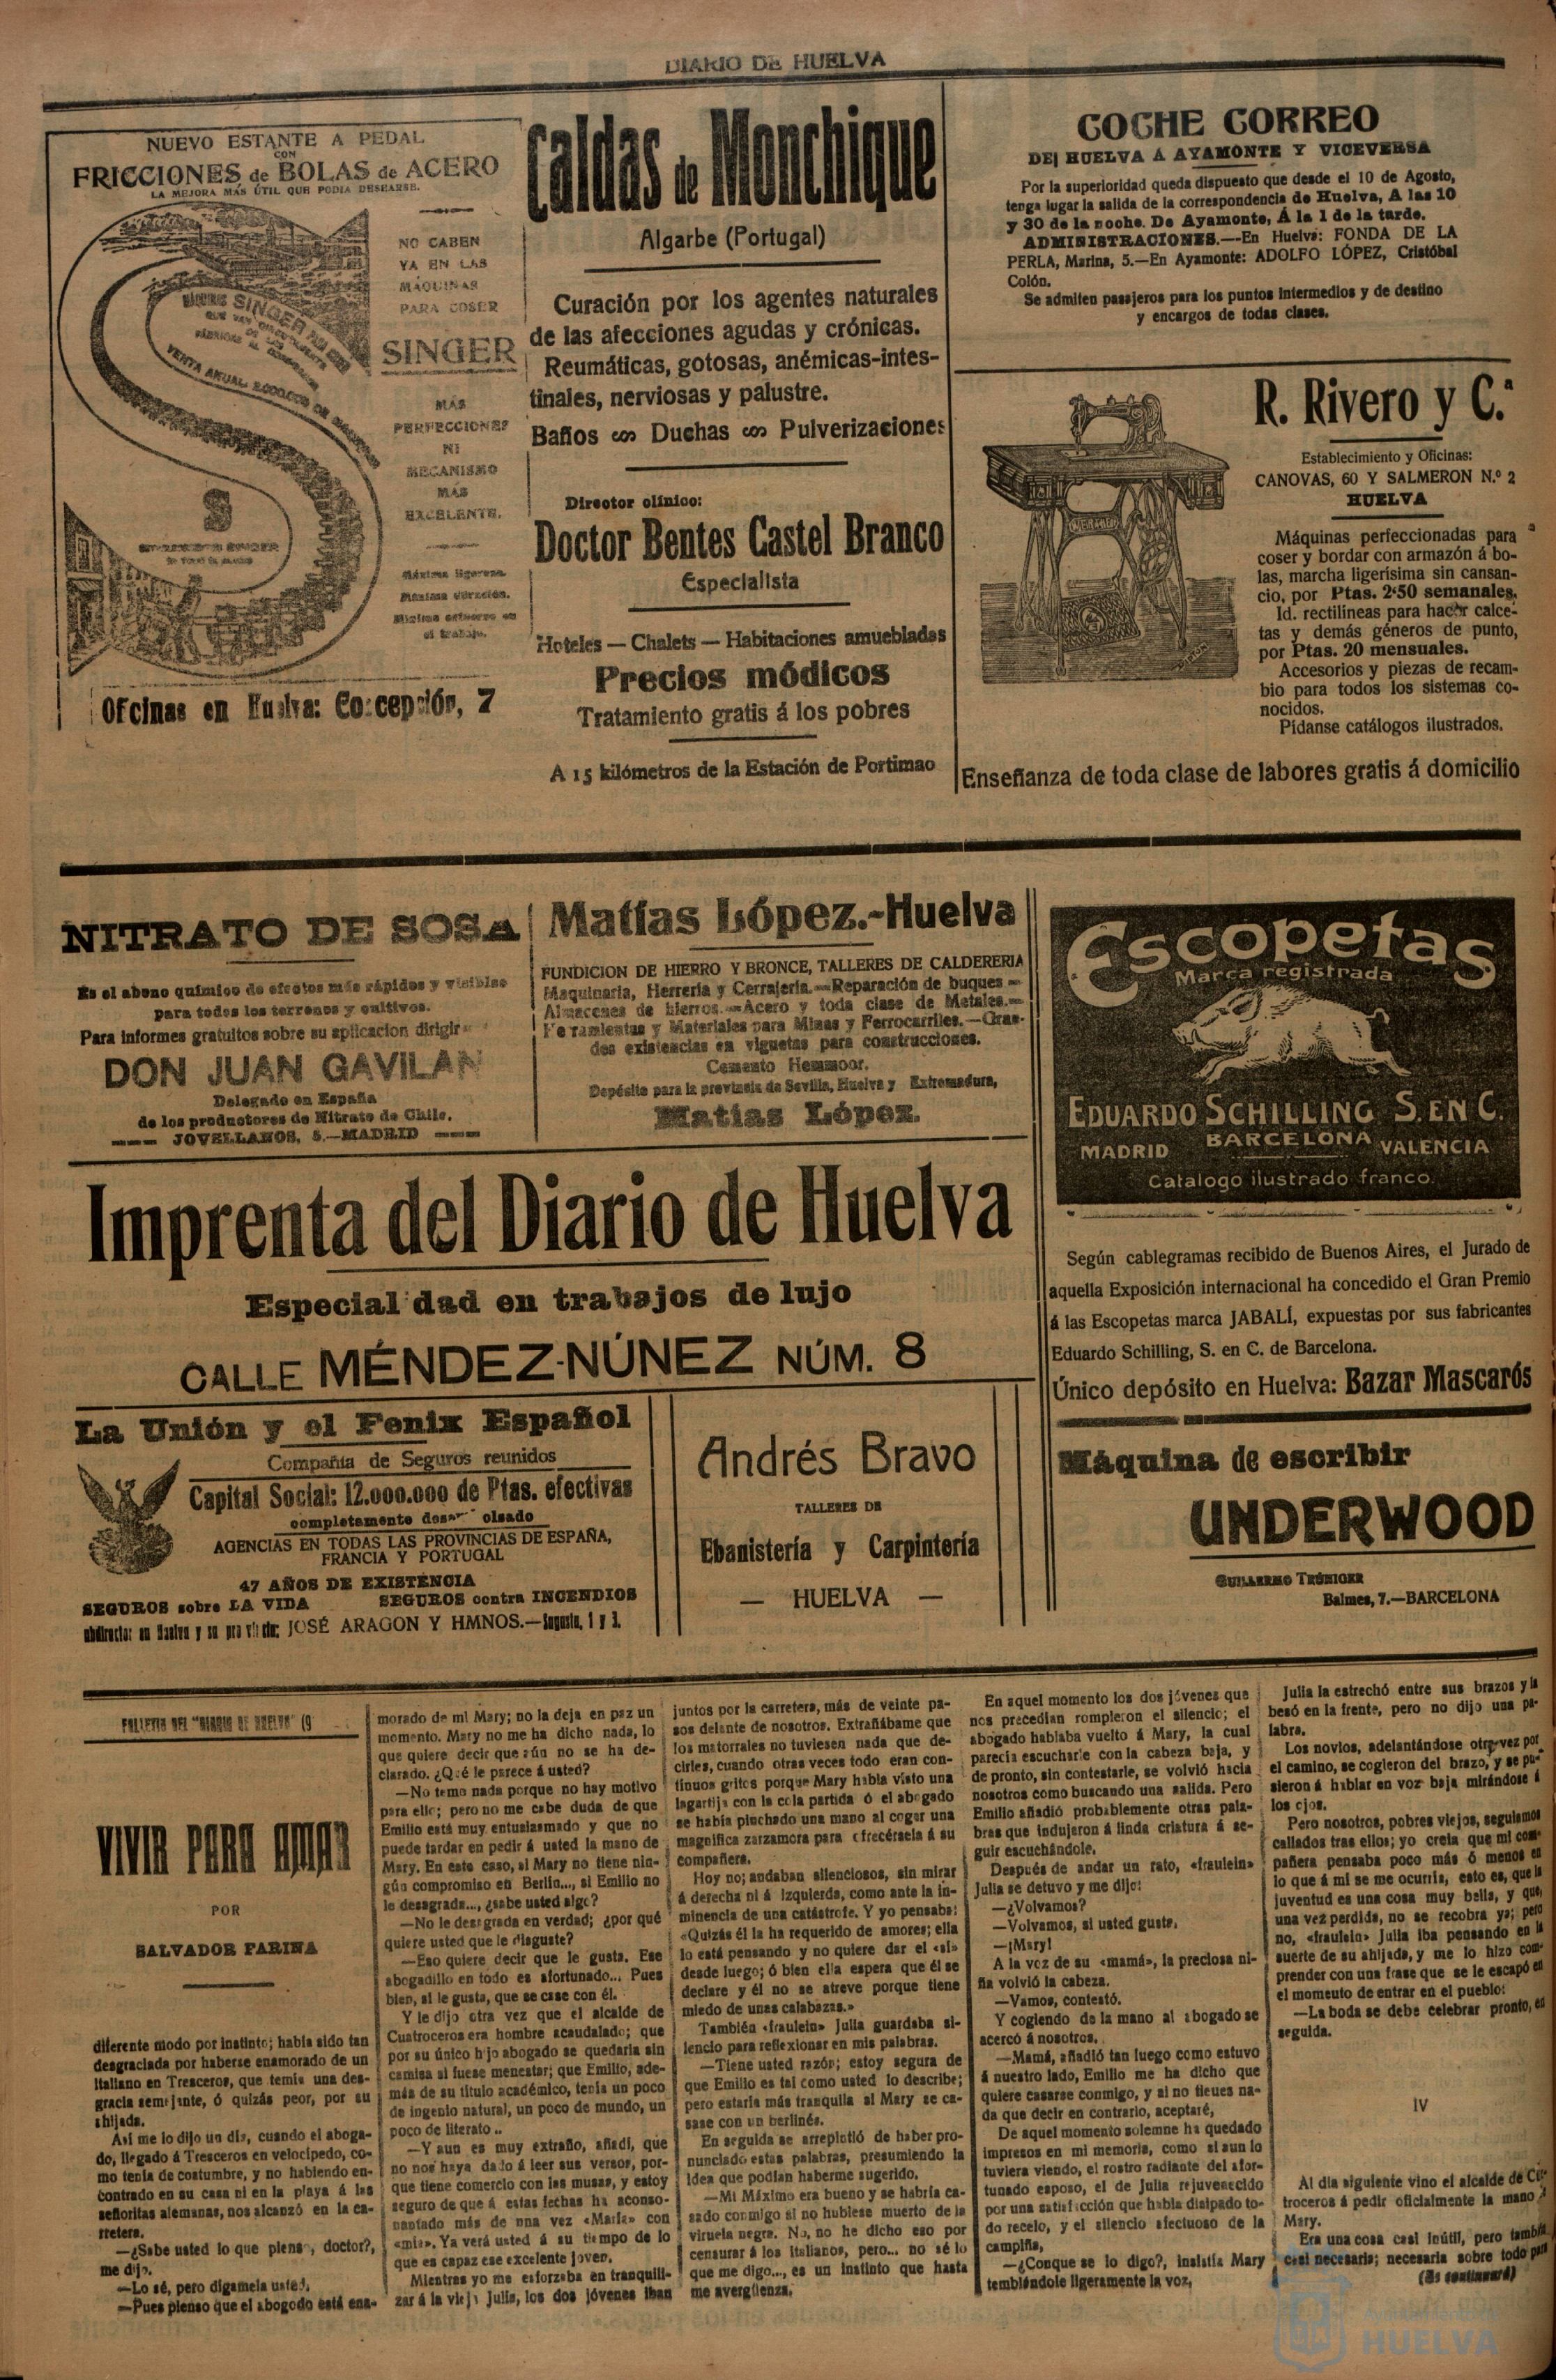 DIARIO DE HUELVA
NUEVO ESTANTE A PEDAL
CON
FRICCIONES de BOLAS de ACERO
LA MEJORA MÁS ÚTIL QUE PODIA DESEARSE.
NO CABEN
YA EN LAS
MÁQUINAS
PARA COSER
SINGER
MÁS
PERFECCIONES
NI
MECANISMO
MÁS
EXCELENTE.
Máxima ligereza.
Máxima duración.
Mínimo esfuerzo en
el trabajo.
VENTA ANUAL 2.000.000 DE
Oficinas en Huelva: Concepción, 7
Caldas de Monchique
Algarbe (Portugal)
Curación por los agentes naturales
de las afecciones agudas y crónicas.
Reumáticas, gotosas, anémicas-intes-
tinales, nerviosas y palustre.
Baños Duchas Pulverizaciones
Director clínico:
Doctor Bentes Castel Branco
Especialista
Hoteles — Chalets — Habitaciones amuebladas
Precios módicos
Tratamiento gratis á los pobres
A 15 kilómetros de la Estación de Portimao
COCHE CORREO
DE HUELVA Á AYAMONTE Y VICEVERSA
Por la superioridad queda dispuesto que desde el 10 de Agosto,
tenga lugar la salida de la correspondencia de Huelva, A las 10
y 30 de la noche. De Ayamonte, Á la 1 de la tarde.
ADMINISTRACIONES.—En Huelva: FONDA DE LA
PERLA, Marina, 5.—En Ayamonte: ADOLFO LÓPEZ, Cristóbal
Colón.
Se admiten pasajeros para los puntos intermedios y de destino
y encargos de todas clases.
R. Rivero y C.ª
Establecimiento y Oficinas:
CANOVAS, 60 Y SALMERON N.º 2
HUELVA
Máquinas perfeccionadas para
coser y bordar con armazón á bo-
las, marcha ligerísima sin cansan-
cio, por Ptas. 2'50 semanales.
Id. rectilíneas para hacer calce-
tas y demás géneros de punto,
por Ptas. 20 mensuales.
Accesorios y piezas de recam-
bio para todos los sistemas co-
nocidos.
Pídanse catálogos ilustrados.
Enseñanza de toda clase de labores gratis á domicilio
NITRATO DE SOSA
Es el abono químico de efectos más rápidos y visibles
para todos los terrenos y cultivos.
Para informes gratuitos sobre su aplicacion dirigir
DON JUAN GAVILAN
Delegado en España
de los productores de Nitrato de Chile.
JOVELLANOS, 5.—MADRID
Matías López.-Huelva
FUNDICION DE HIERRO Y BRONCE, TALLERES DE CALDERERIA
Maquinaria, Herrería y Cerrajería.—Reparación de buques—
Almacenes de hierros.—Acero y toda clase de Metales.—
He ramientas y Materiales para Minas y Ferrocarriles.—Gran-
des existencias en viguetas para construcciones.
Cemento Hemmoor.
Depósito para la provincia de Sevilla, Huelva y Extremadura,
Matías López.
Escopetas
Marca registrada
EDUARDO SCHILLING S. EN C.
MADRID BARCELONA VALENCIA
Catalogo ilustrado franco.
Según cablegramas recibido de Buenos Aires, el Jurado de
aquella Exposición internacional ha concedido el Gran Premio
á las Escopetas marca JABALÍ, expuestas por sus fabricantes
Eduardo Schilling, S. en C. de Barcelona.
Único depósito en Huelva: Bazar Mascarós
Imprenta del Diario de Huelva
Especial dad en trabajos de lujo
CALLE MÉNDEZ-NÚNEZ NÚM. 8
La Unión y el Fenix Español
Compañía de Seguros reunidos
Capital Social: 12.000.000 de Ptas. efectivas
completamente desem olsado
AGENCIAS EN TODAS LAS PROVINCIAS DE ESPAÑA,
FRANCIA Y PORTUGAL
47 AÑOS DE EXISTENCIA
SEGUROS sobre LA VIDA SEGUROS contra INCENDIOS
JOSÉ ARAGON Y HMNOS.—Sagasta, 1 y 3.
Andrés Bravo
TALLERES DE
Ebanistería y Carpintería
— HUELVA —
Máquina de escribir
UNDERWOOD
GUILLERMO TRÚNIGER
Balmes, 7.—BARCELONA
FOLLETIN DEL "DIARIO DE HUELVA" (9
VIVIR PARA AMAR
POR
SALVADOR FARINA
diferente modo por instinto; había sido tan
desgraciada por haberse enamorado de un
italiano en Tresceros, que temía una des-
gracia semejante, ó quizás peor, por su
ahijada.
Así me lo dijo un día, cuando el aboga-
do, llegado á Tresceros en velocípedo, co-
mo tenía de costumbre, y no habiendo en-
contrado en su casa ni en la playa á las
señoritas alemanas, nos alcanzó en la ca-
rretera.
—¿Sabe usted lo que pienso, doctor?,
me dijo.
—Lo sé, pero dígamela usted.
—Pues pienso que el abogodo está ena-
morado de mi Mary; no la deja en paz un
momento. Mary no me ha dicho nada, lo
que quiere decir que aún no se ha de-
clarado. ¿Qué le parece á usted?
—No temo nada porque no hay motivo
para ello; pero no me cabe duda de que
Emilio está muy entusiasmado y que no
puede tardar en pedir á usted la mano de
Mary. En este caso, si Mary no tiene nin-
gún compromiso en Berlin..., si Emilio no
le desagrada..., ¿sabe usted algo?
—No le desagrada en verdad; ¿por qué
quiere usted que le disguste?
—Eso quiere decir que le gusta. Ese
abogadillo en todo es afortunado... Pues
bien, si le gusta, que se case con él.
Y le dijo otra vez que el alcalde de
Cuatroceros era hombre acaudalado; que
por su único hijo abogado se quedaría sin
camisa si fuese menester; que Emilio, ade-
más de su título académico, tenía un poco
de ingenio natural, un poco de mundo, un
poco de literato ..
—Y aun es muy extraño, añadí, que
no nos haya dado á leer sus versos, por-
que tiene comercio con las musas, y estoy
seguro de que á estas fechas ha aconso-
nantado más de una vez «María» con
«mía». Ya verá usted á su tiempo de lo
que es capaz ese excelente joven.
Mientras yo me esforzaba en tranquili-
zar á la vieja Julia, los dos jóvenes iban
juntos por la carretera, más de veinte pa-
sos delante de nosotros. Extrañábame que
los matorrales no tuviesen nada que de-
cirles, cuando otras veces todo eran con-
tínuos gritos porque Mary había visto una
lagartija con la cola partida ó el abogado
se había pinchado una mano al coger una
magnífica zarzamora para ofrecérsela á su
compañera.
Hoy no; andaban silenciosos, sin mirar
á derecha ni á izquierda, como ante la in-
minencia de una catástrofe. Y yo pensaba:
«Quizás él la ha requerido de amores; ella
lo está pensando y no quiere dar el «sí»
desde luego; ó bien ella espera que él se
declare y él no se atreve porque tiene
miedo de unas calabazas.»
También «fraulein» Julia guardaba si-
lencio para reflexionar en mis palabras.
—Tiene usted razón; estoy segura de
que Emilio es tal como usted lo describe;
pero estaría más tranquila si Mary se ca-
sase con un berlinés.
En seguida se arrepintió de haber pro-
nunciado estas palabras, presumiendo la
idea que podían haberme sugerido.
—Mi Máximo era bueno y se habría ca-
sado conmigo si no hubiese muerto de la
viruela negra. No, no he dicho eso por
censurar á los italianos, pero... no sé lo
que me digo..., es un instinto que hasta
me avergüenza.
En aquel momento los dos jóvenes que
nos precedían rompieron el silencio; el
abogado hablaba vuelto á Mary, la cual
parecía escucharle con la cabeza baja, y
de pronto, sin contestarle, se volvió hacia
nosotros como buscando una salida. Pero
Emilio añadió probablemente otras pala-
bras que indujeron á linda criatura á se-
guir escuchándole.
Después de andar un rato, «fraulein»
Julia se detuvo y me dijo:
—¿Volvamos?
—Volvamos, si usted gusta.
—¡Mary!
A la voz de su «mamá», la preciosa ni-
ña volvió la cabeza.
—Vamos, contestó.
Y cogiendo de la mano al abogado se
acercó á nosotros.
—Mamá, añadió tan luego como estuvo
á nuestro lado, Emilio me ha dicho que
quiere casarse conmigo, y si no tieues na-
da que decir en contrario, aceptaré,
De aquel momento solemne ha quedado
impresos en mi memoria, como si aun lo
tuviera viendo, el rostro radiante del afor-
tunado esposo, el de Julia rejuvenecido
por una satisfacción que había disipado to-
do recelo, y el silencio afectuoso de la
campiña,
—¿Conque se lo digo?, insistía Mary
temblándole ligeramente la voz,
Julia la estrechó entre sus brazos y la
besó en la frente, pero no dijo una pa-
labra.
Los novios, adelantándose otra vez por
el camino, se cogieron del brazo, y se pu-
sieron á hablar en voz baja mirándose á
los ojos.
Pero nosotros, pobres viejos, seguíamos
callados tras ellos; yo creía que mi com-
pañera pensaba poco más ó menos en
lo que á mí se me ocurría, esto es, que la
juventud es una cosa muy bella, y que,
una vez perdida, no se recobra ya; pero
no, «fraulein» Julia iba pensando en la
suerte de su ahijada, y me lo hizo com-
prender con una frase que se le escapó en
el momeuto de entrar en el pueblo:
—La boda se debe celebrar pronto, en
seguida.
IV
Al día siguiente vino el alcalde de Cua-
troceros á pedir oficialmente la mano á
Mary.
Era una cosa casi inútil, pero también
casi necesaria; necesaria sobre todo para
(Se continuará)
HUELVA